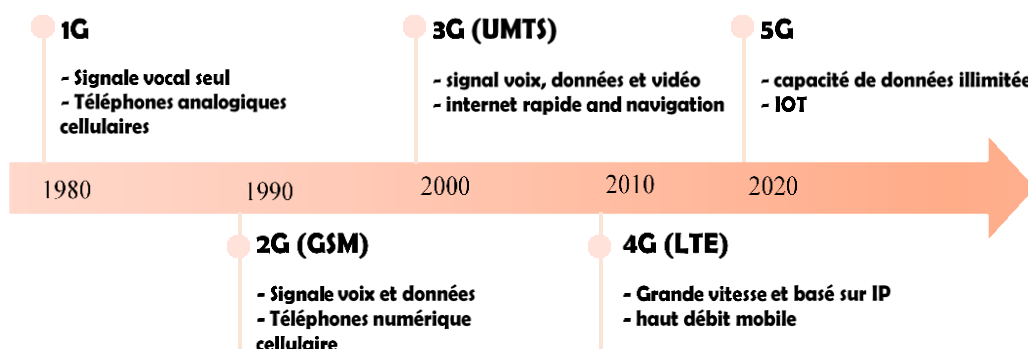 1G
- Signale vocal seul
- Téléphones analogiques
cellulaires
3G (UMTS)
- signal voix, données et vidéo
- internet rapide and navigation
5G
- capacité de données illimitée
- IOT
1980
1990
2000
2010
2020
2G (GSM)
- Signale voix et données
- Téléphones numérique
cellulaire
4G (LTE)
- Grande vitesse et basé sur IP
- haut débit mobile